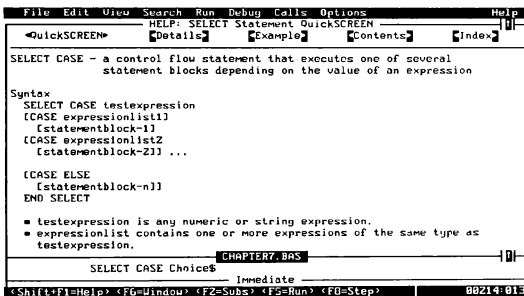 File Edit View Search Run Debug Calls Options Help
HELP: SELECT Statement QuickSCREEN
◄QuickSCREEN► ◄Details► ◄Example► ◄Contents► ◄Index►
SELECT CASE - a control flow statement that executes one of several
statement blocks depending on the value of an expression
Syntax
SELECT CASE testexpression
[CASE expressionlist1]
[statementblock-1]]
[CASE expressionlist2
[statementblock-2]] ...
[CASE ELSE
[statementblock-n]]
END SELECT
▪ testexpression is any numeric or string expression.
▪ expressionlist contains one or more expressions of the same type as
testexpression.
CHAPTER7.BAS
SELECT CASE Choice$
Immediate
<Shift+F1=Help> <F6=Window> <F2=Subs> <F5=Run> <F8=Step> 00214:013